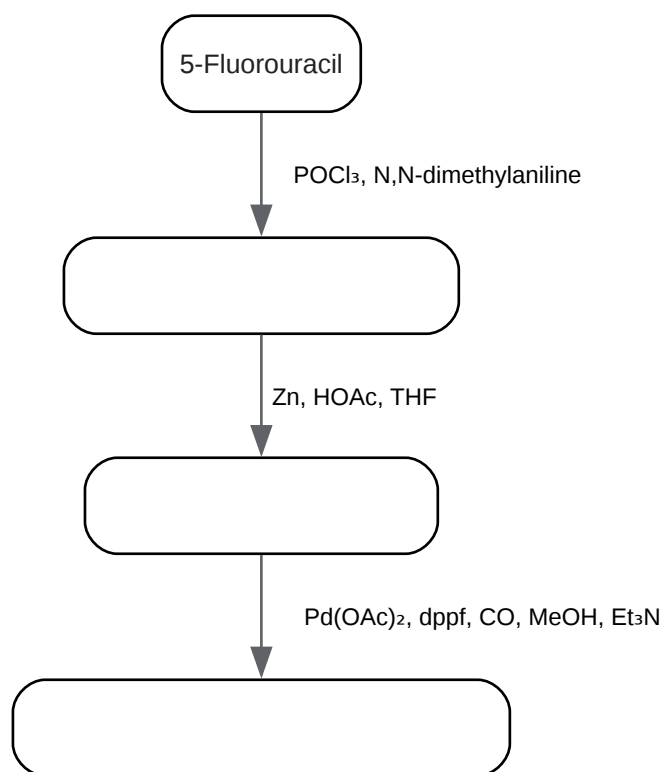 5-Fluorouracil
POCl₃, N,N-dimethylaniline
Zn, HOAc, THF
Pd(OAc)₂, dppf, CO, MeOH, Et₃N